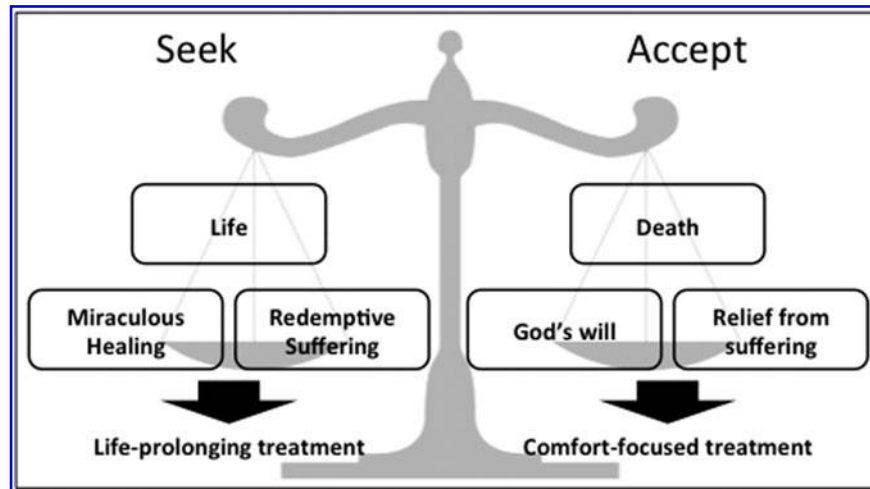 Seek
Accept
Life
Death
Miraculous
Healing
Redemptive
Suffering
God's will
Relief from
suffering
Life-prolonging treatment
Comfort-focused treatment